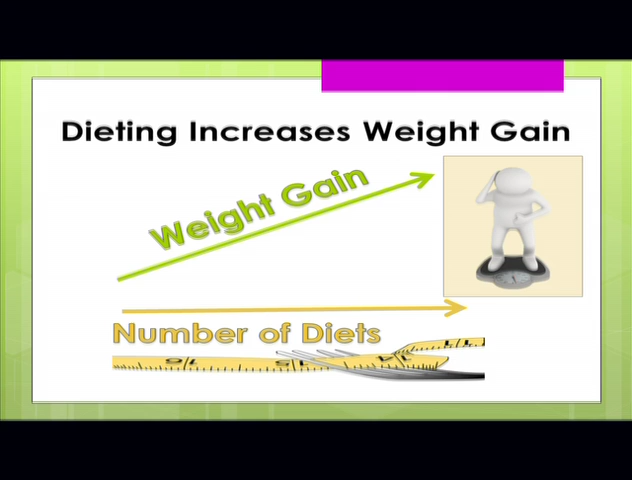 Dieting Increases Weight Gain
Weight Gain
Number of Diets